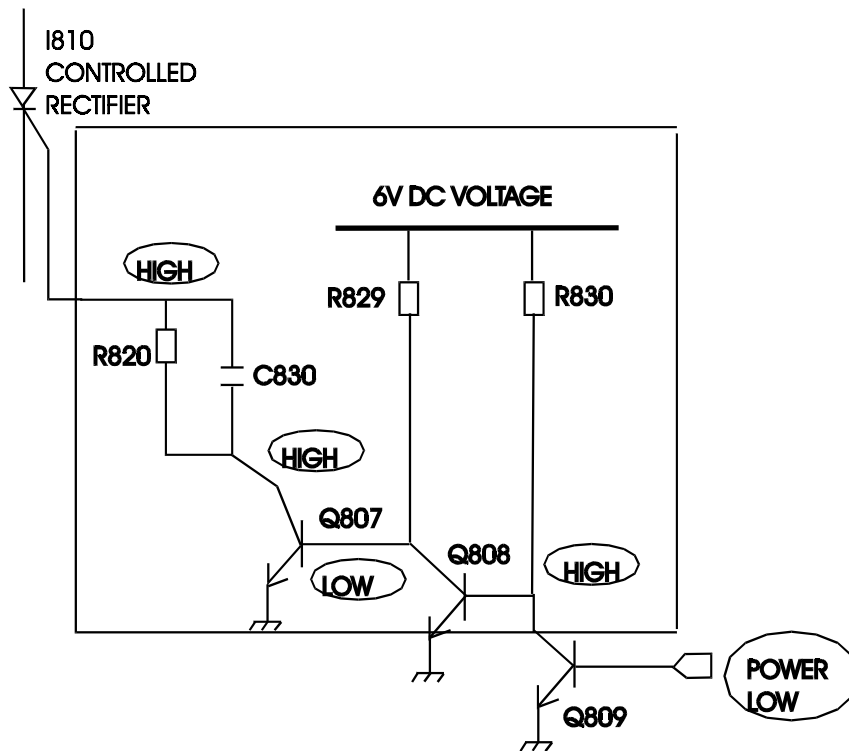 I810
CONTROLLED
RECTIFIER
6V DC VOLTAGE
HIGH
R829
R830
R820
C830
HIGH
Q807
Q808
LOW
HIGH
POWER
LOW
Q809